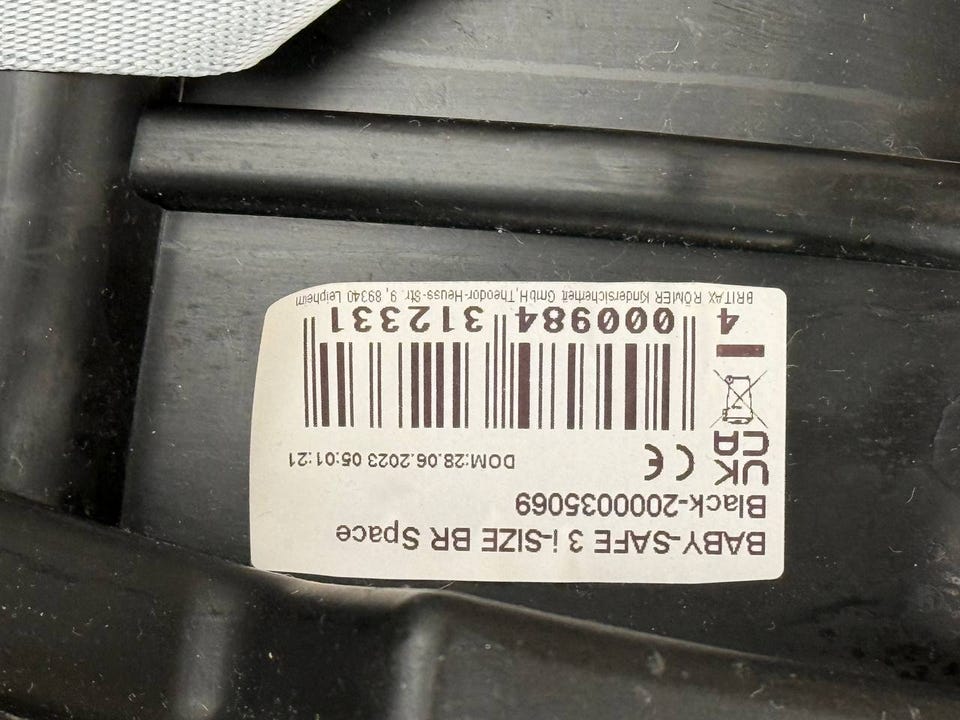 BABY-SAFE 3 i-SIZE BR Space
Black-2000035069
UK
CA
CE
DOM:28.06.2023 05:01:21
4 000984 312331
BRITAX RÖMER Kindersicherheit GmbH,Theodor-Heuss-Str. 9, 89340 Leipheim